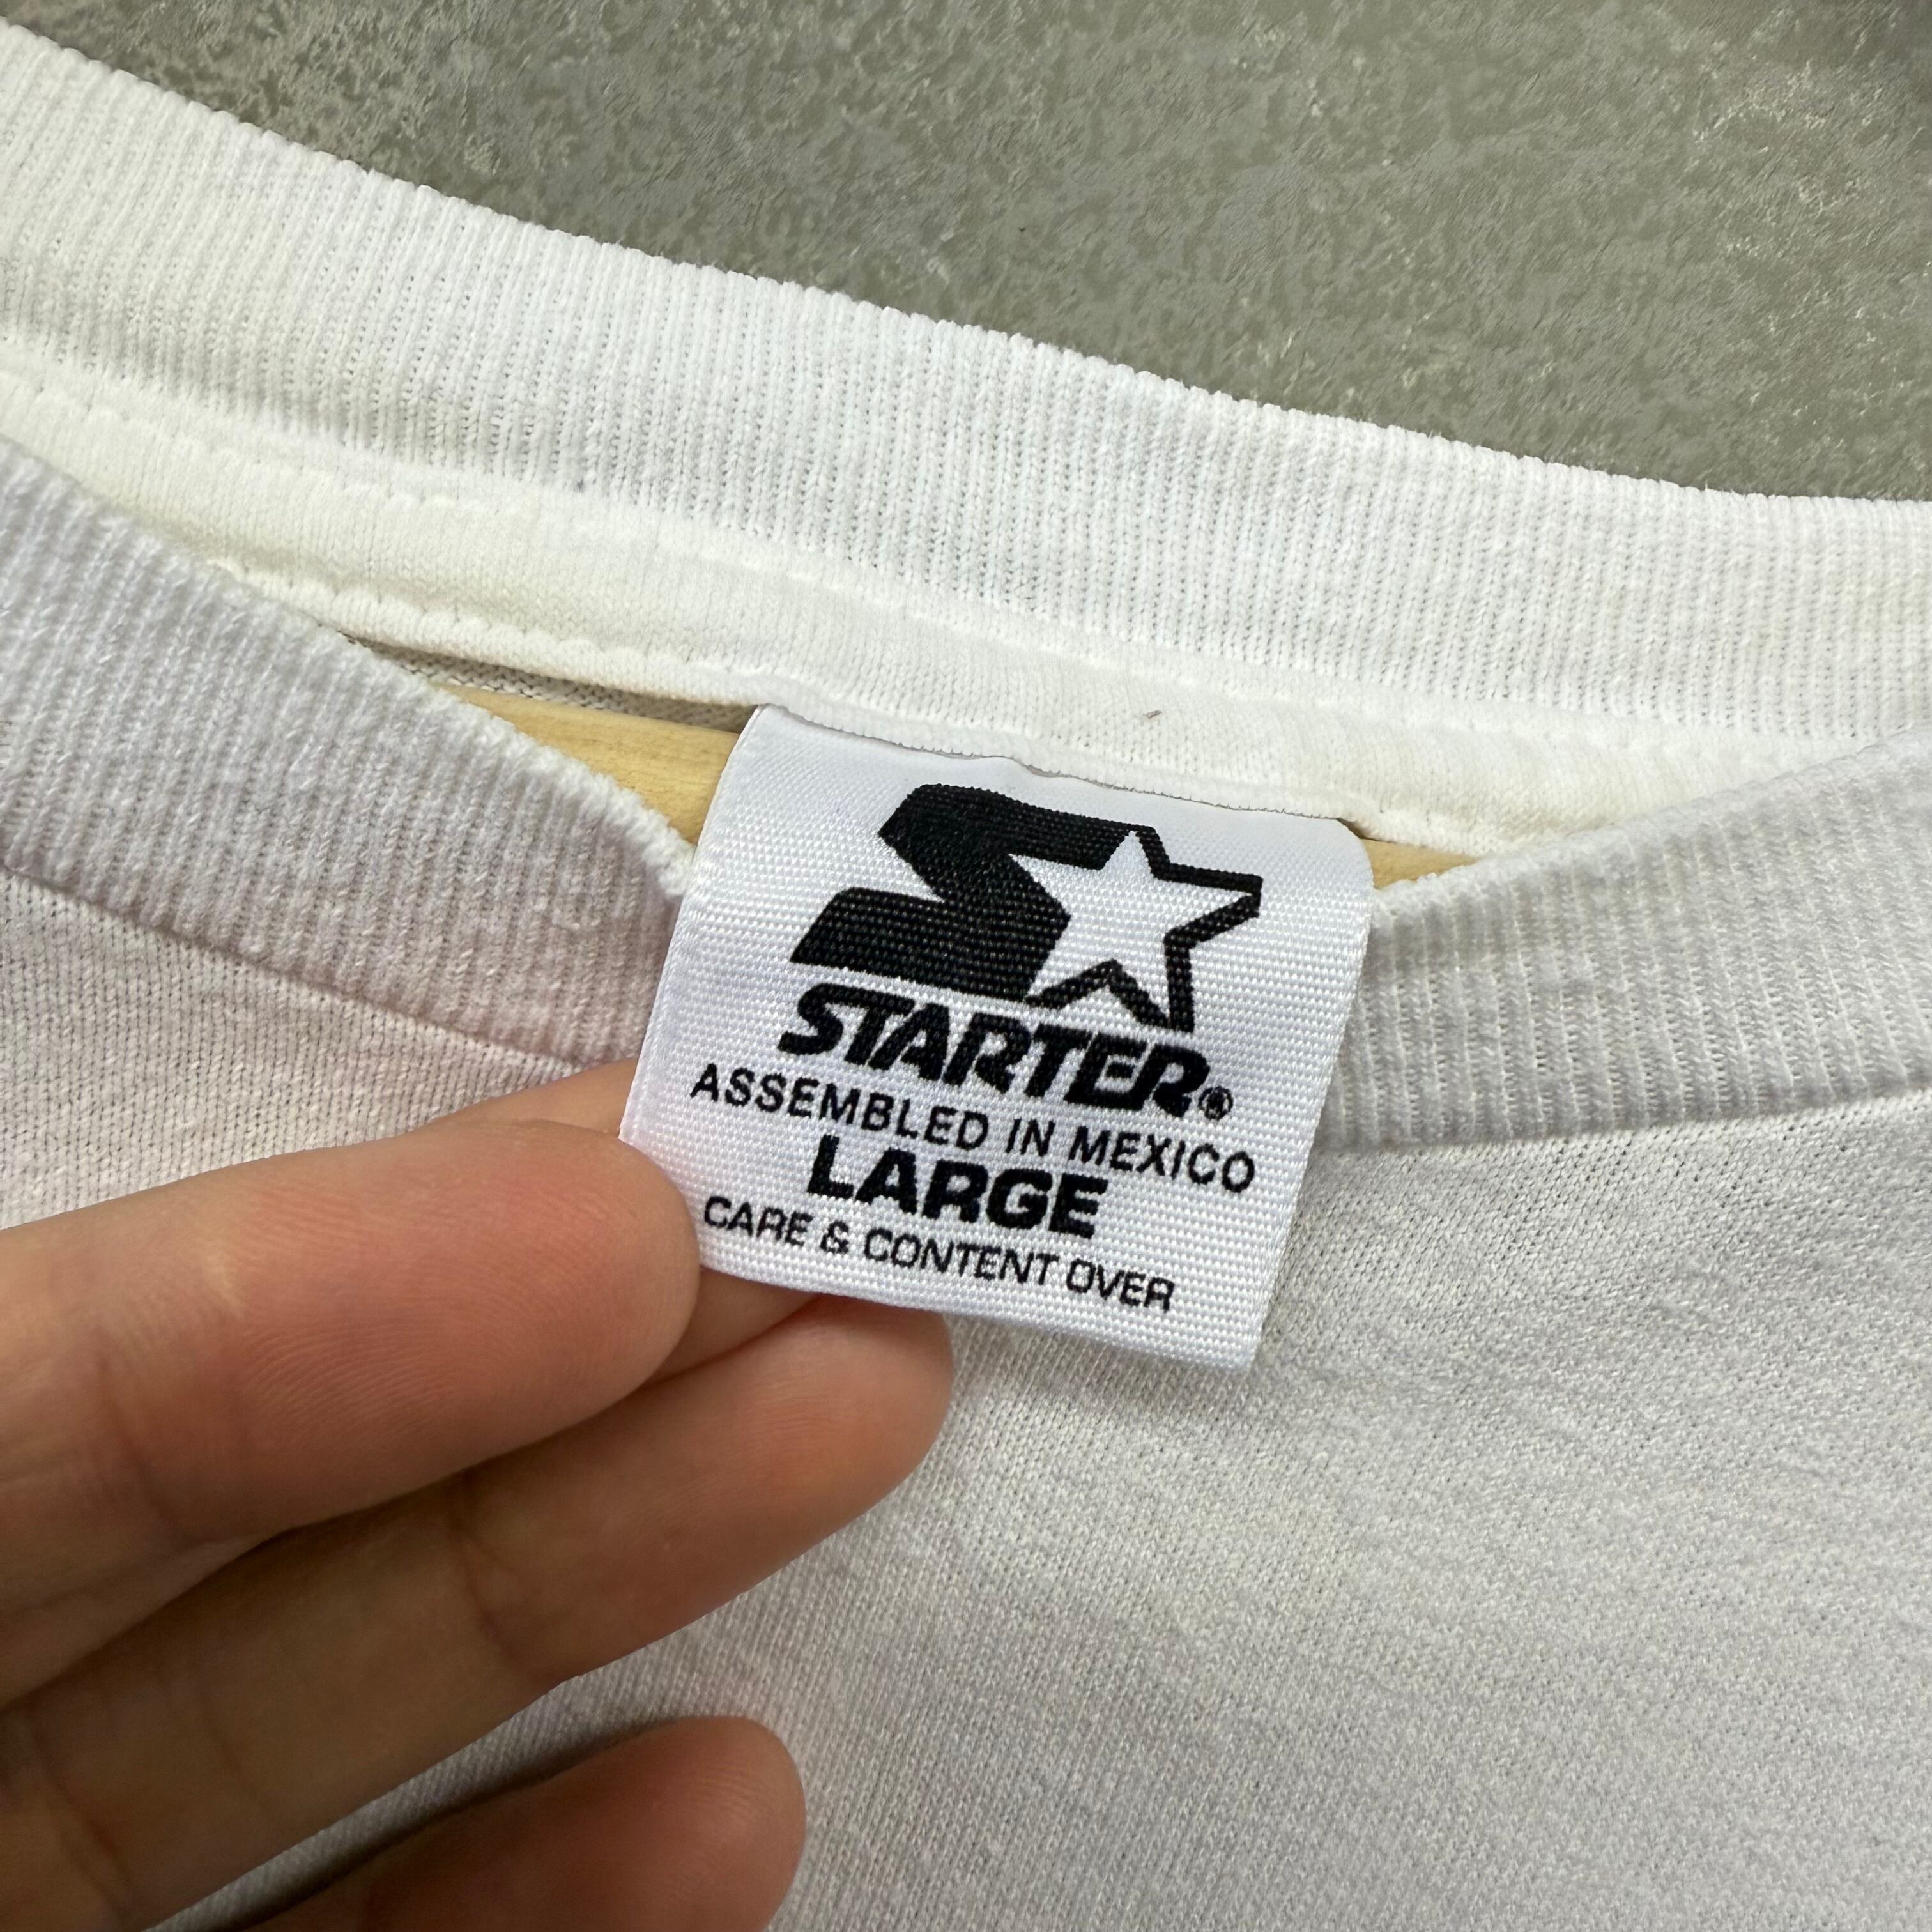 STARTER®
ASSEMBLED IN MEXICO
LARGE
CARE & CONTENT OVER